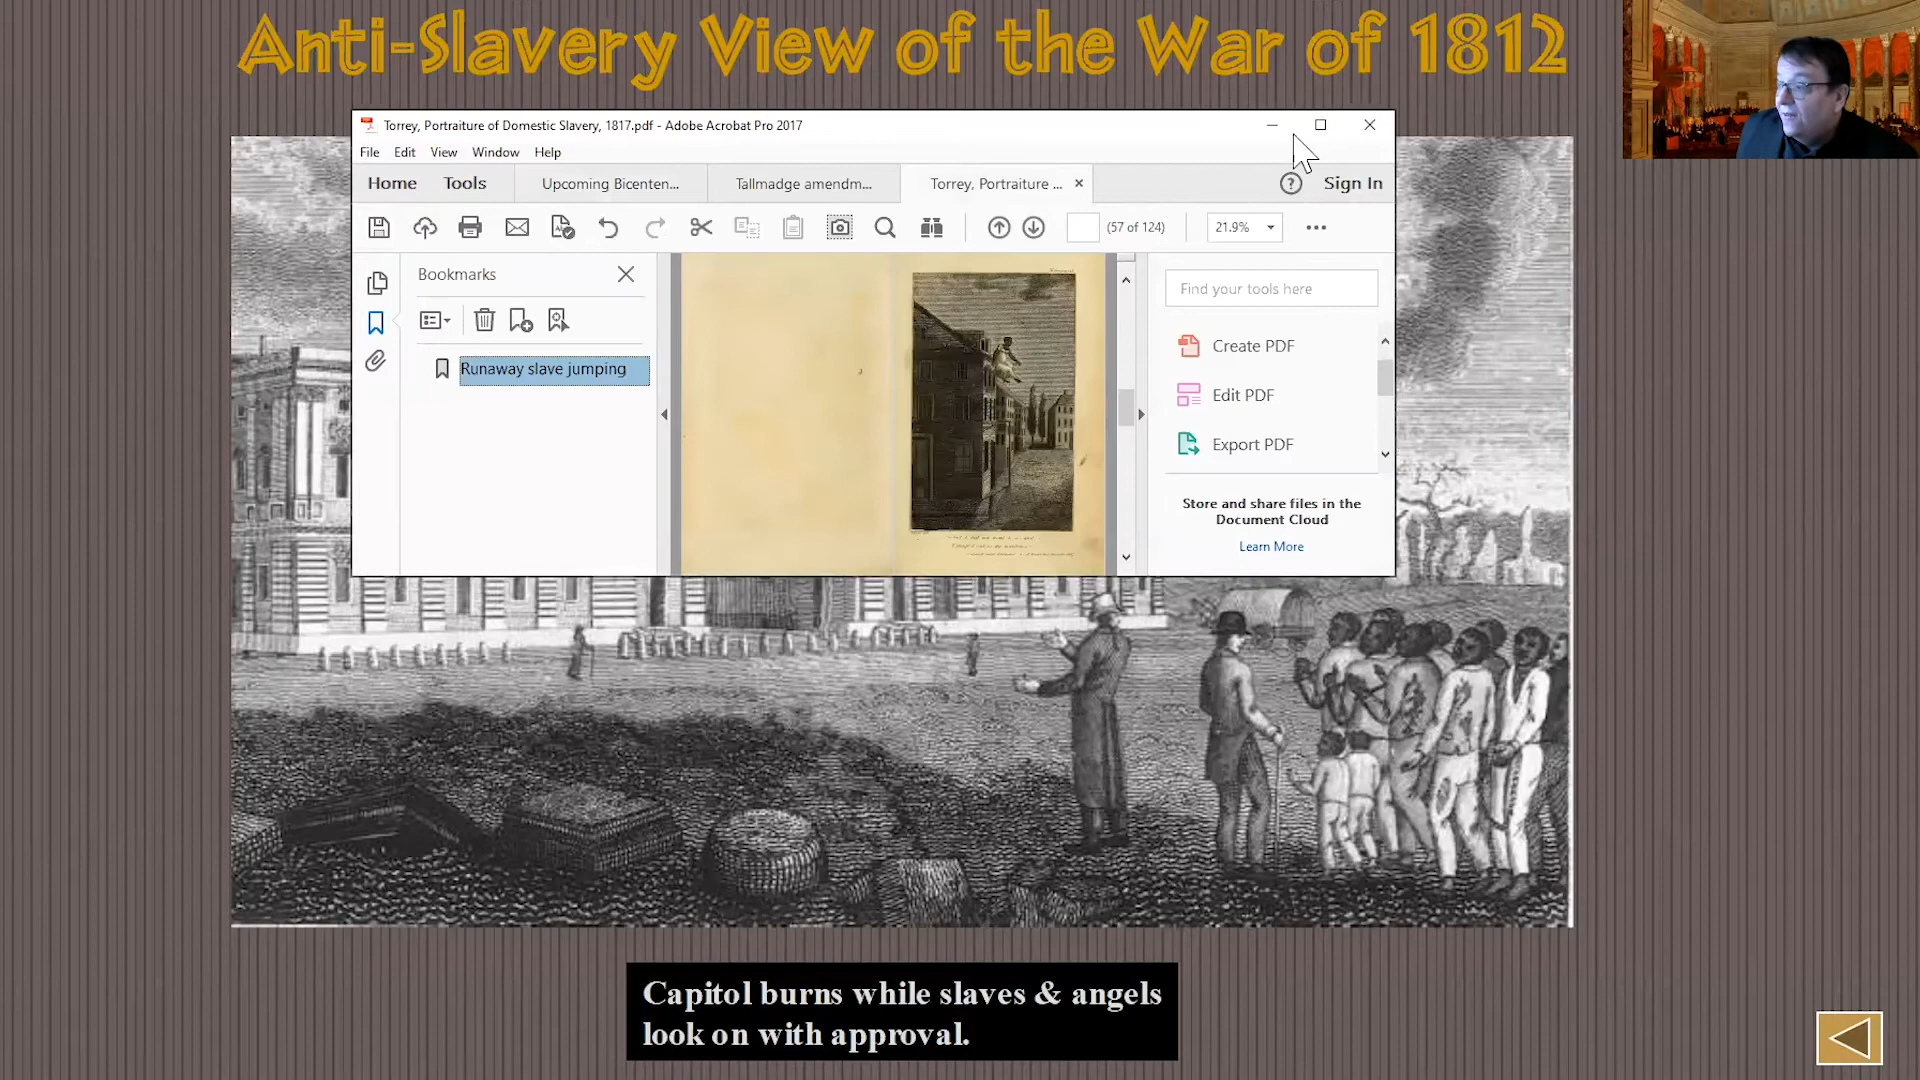 Anti-Slavery View of the War of 1812
Torrey, Portraiture of Domestic Slavery, 1817.pdf - Adobe Acrobat Pro 2017
File Edit View Window Help
Home Tools Upcoming Bicenten... Tallmadge amendm... Torrey, Portraiture ... × ? Sign In
(57 of 124) 21.9%
Bookmarks
Find your tools here
Runaway slave jumping
Create PDF
Edit PDF
Export PDF
Store and share files in the
Document Cloud
Learn More
Capitol burns while slaves & angels
look on with approval.